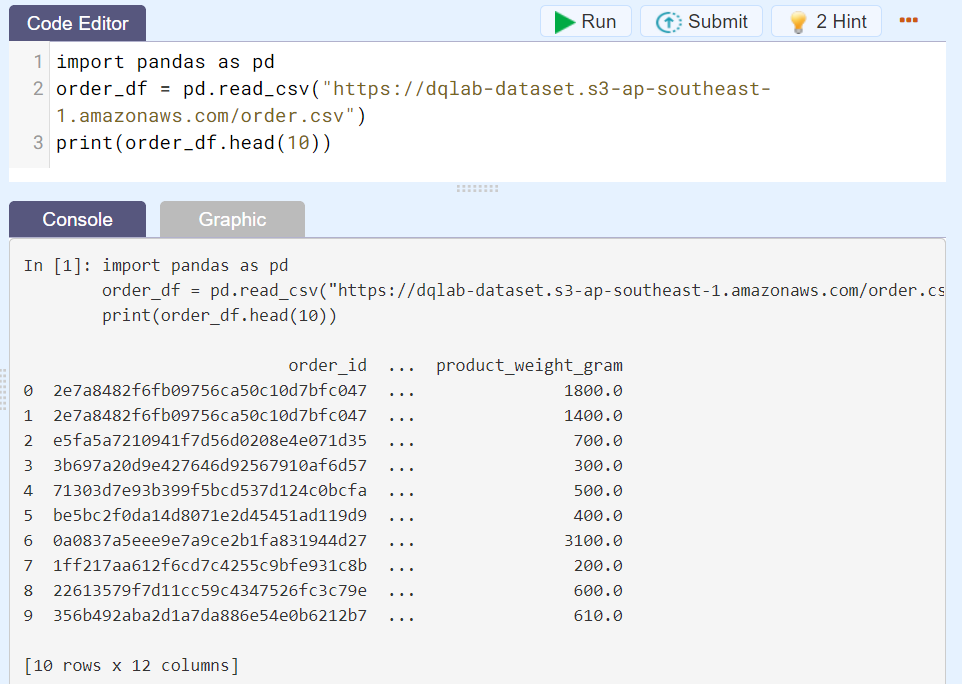 Code Editor
Run
Submit
2 Hint
1 import pandas as pd
2 order_df = pd.read_csv("https://dqlab-dataset.s3-ap-southeast-
1.amazonaws.com/order.csv")
3 print(order_df.head(10))
Console
Graphic
In [1]: import pandas as pd
order_df = pd.read_csv("https://dqlab-dataset.s3-ap-southeast-1.amazonaws.com/order.cs
print(order_df.head(10))
order_id ... product_weight_gram
0 2e7a8482f6fb09756ca50c10d7bfc047 ... 1800.0
1 2e7a8482f6fb09756ca50c10d7bfc047 ... 1400.0
2 e5fa5a7210941f7d56d0208e4e071d35 ... 700.0
3 3b697a20d9e427646d92567910af6d57 ... 300.0
4 71303d7e93b399f5bcd537d124c0bcfa ... 500.0
5 be5bc2f0da14d8071e2d45451ad119d9 ... 400.0
6 0a0837a5eee9e7a9ce2b1fa831944d27 ... 3100.0
7 1ff217aa612f6cd7c4255c9bfe931c8b ... 200.0
8 22613579f7d11cc59c4347526fc3c79e ... 600.0
9 356b492aba2d1a7da886e54e0b6212b7 ... 610.0
[10 rows x 12 columns]